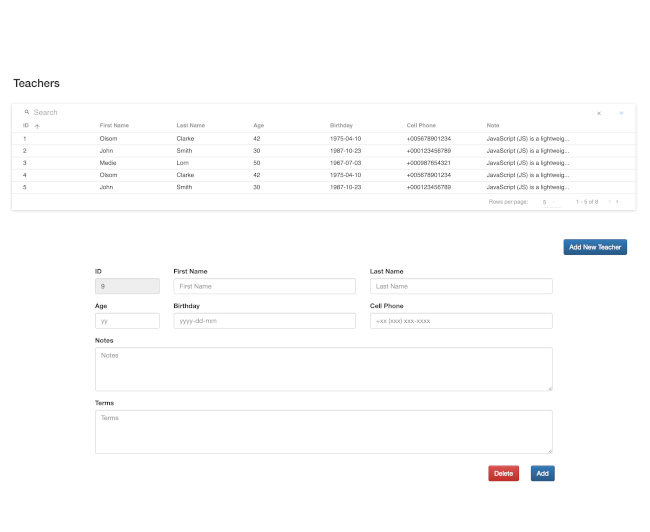 Teachers
Search
ID First Name Last Name Age Birthday Cell Phone Note
1 Olsom Clarke 42 1975-04-10 +005678901234 JavaScript (JS) is a lightweig...
2 John Smith 30 1987-10-23 +000123456789 JavaScript (JS) is a lightweig...
3 Medie Lorn 50 1967-07-03 +000987654321 JavaScript (JS) is a lightweig...
4 Olsom Clarke 42 1975-04-10 +005678901234 JavaScript (JS) is a lightweig...
5 John Smith 30 1987-10-23 +000123456789 JavaScript (JS) is a lightweig...
Rows per page: 5 1 - 5 of 8
Add New Teacher
ID First Name Last Name
9 First Name Last Name
Age Birthday Cell Phone
yy yyyy-dd-mm +xx (xxx) xxx-xxxx
Notes
Notes
Terms
Terms
Delete Add